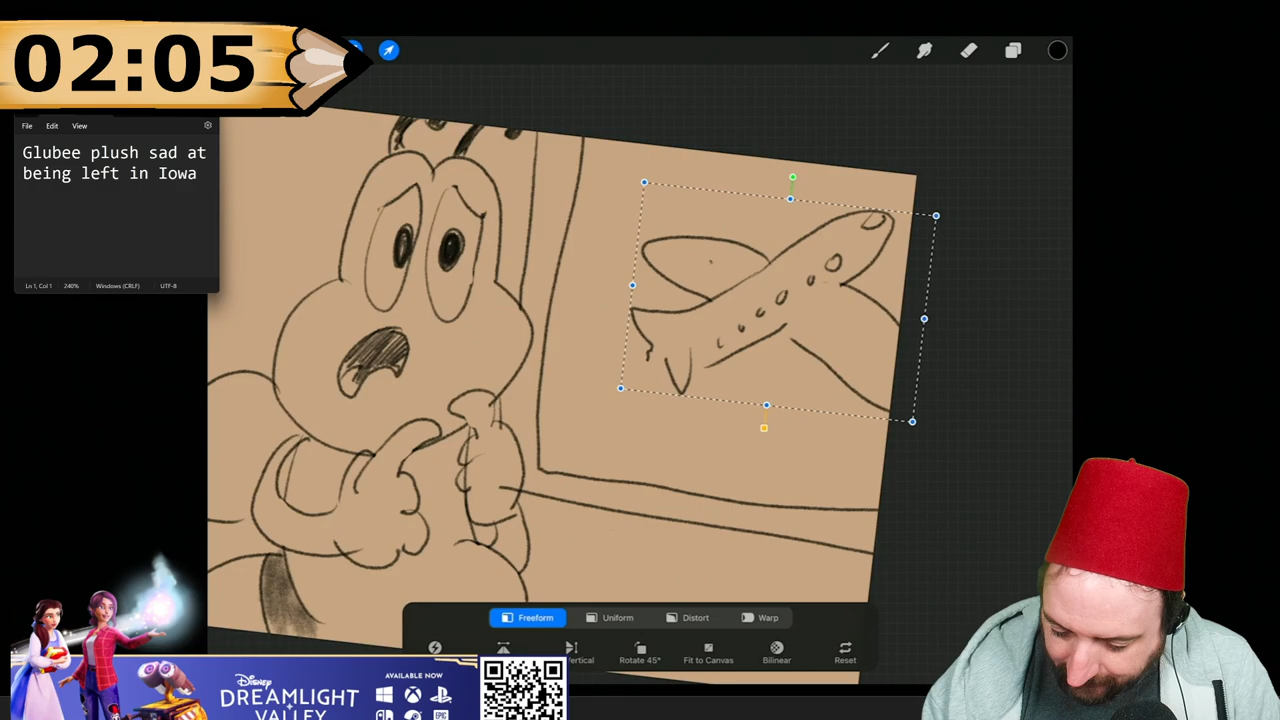 02:05
File Edit View
Glubee plush sad at
being left in Iowa
Ln 1, Col 1 240% Windows (CRLF) UTF-8
Freeform Uniform Distort Warp
Rotate 45° Fit to Canvas Bilinear Reset
Disney
DREAMLIGHT
VALLEY
AVAILABLE NOW
EPIC